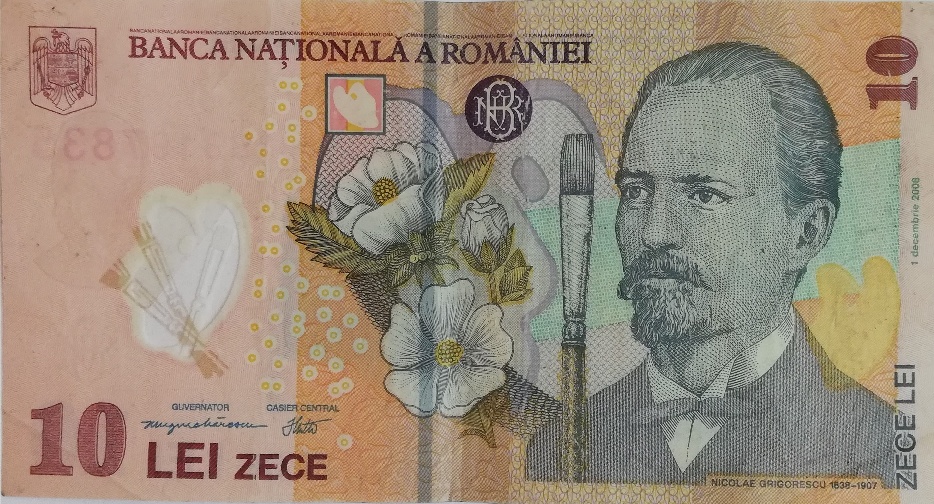 BANCA NAȚIONALĂ A ROMÂNIEI
10
1 decembrie 2008
GUVERNATOR
CASIER CENTRAL
10 LEI ZECE
ZECE LEI
NICOLAE GRIGORESCU 1838-1907